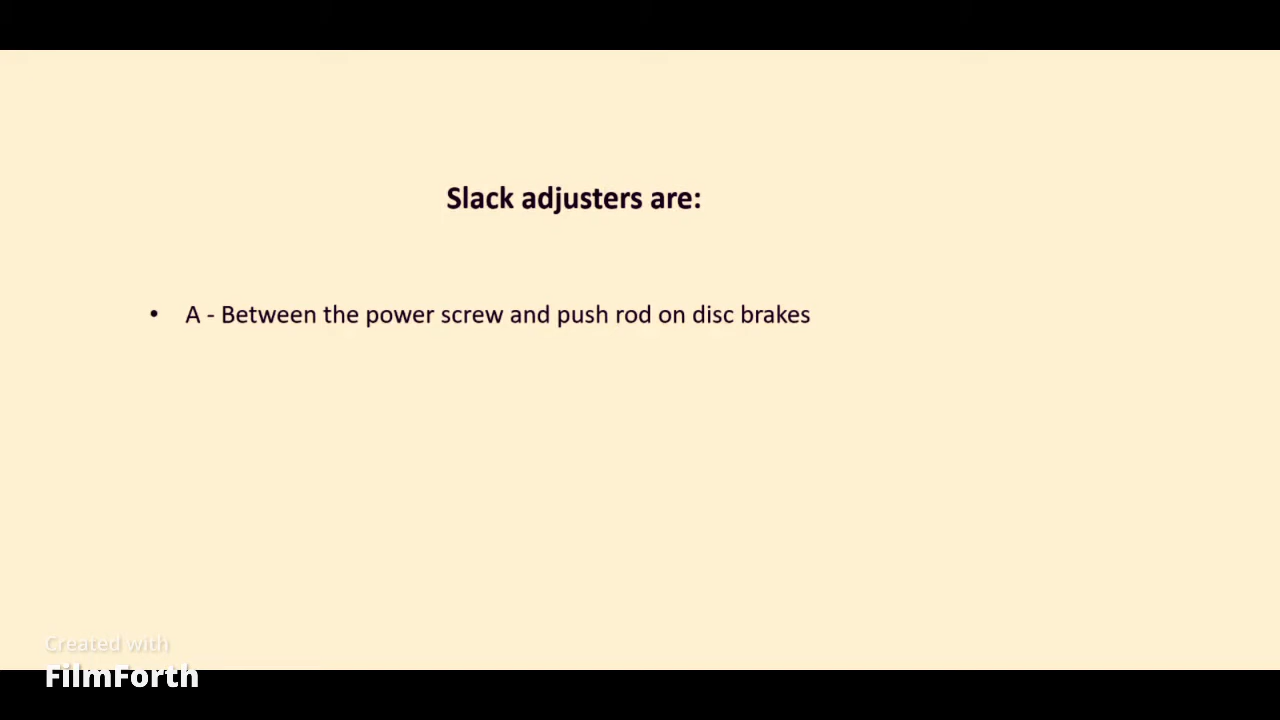 Slack adjusters are:
• A - Between the power screw and push rod on disc brakes
Created with
FilmForth